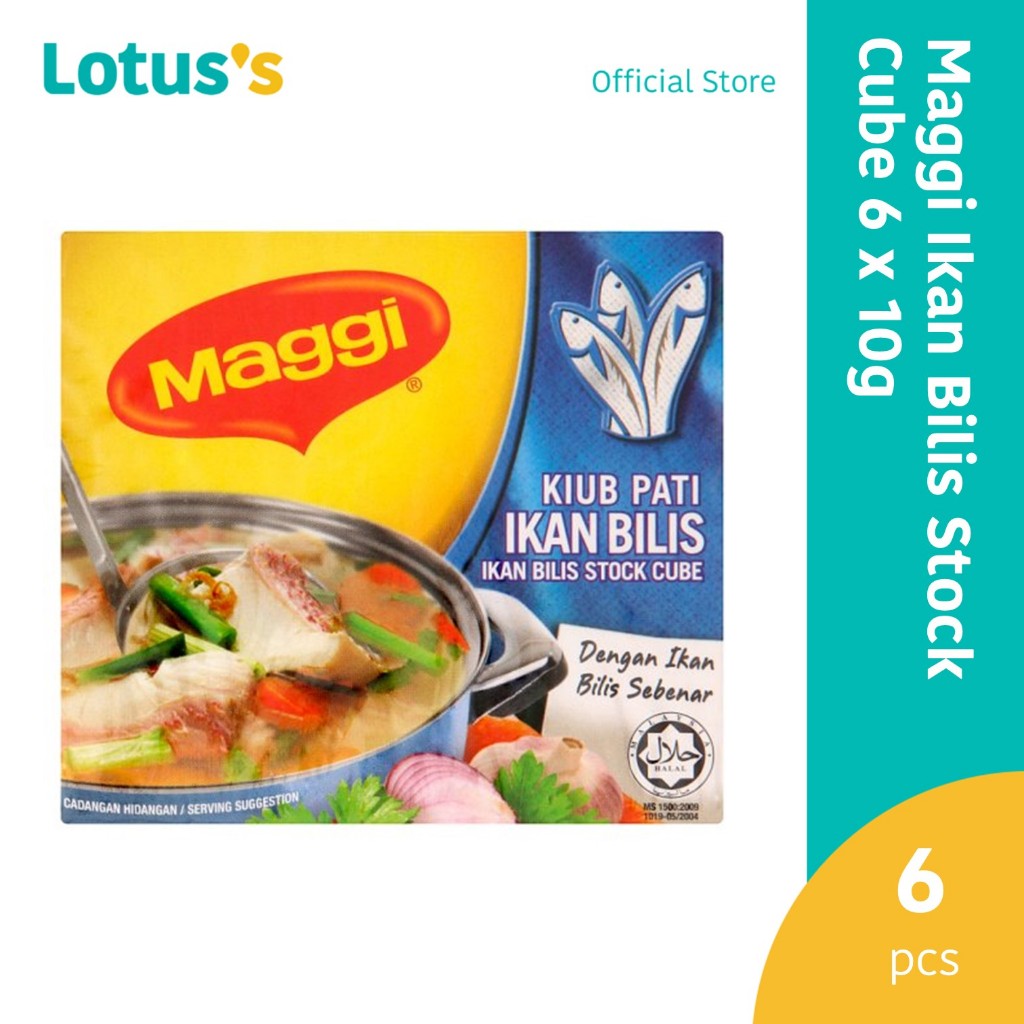 Lotus's
Official Store
Maggi Ikan Bilis Stock
Cube 6 x 10g
Maggi
®
KIUB PATI
IKAN BILIS
IKAN BILIS STOCK CUBE
Dengan Ikan
Bilis Sebenar
MALAYSIA
حلال
HALAL
MS 1500:2009
1019-05/2004
CADANGAN HIDANGAN / SERVING SUGGESTION
6
pcs